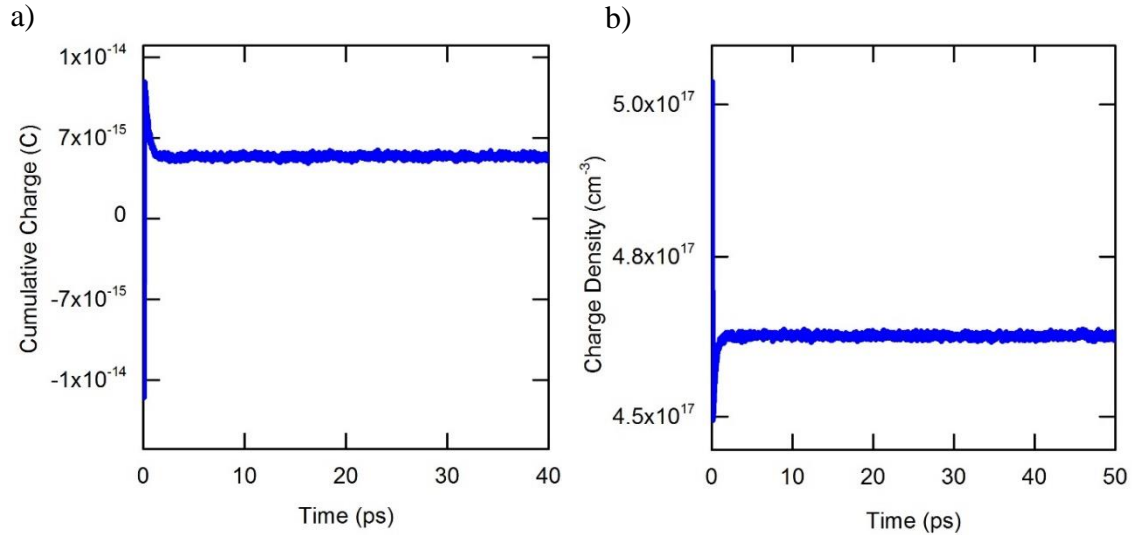 a)
1x10⁻¹⁴
7x10⁻¹⁵
0
-7x10⁻¹⁵
-1x10⁻¹⁴
Cumulative Charge (C)
0 10 20 30 40
Time (ps)
b)
5.0x10¹⁷
4.8x10¹⁷
4.5x10¹⁷
Charge Density (cm⁻³)
0 10 20 30 40 50
Time (ps)